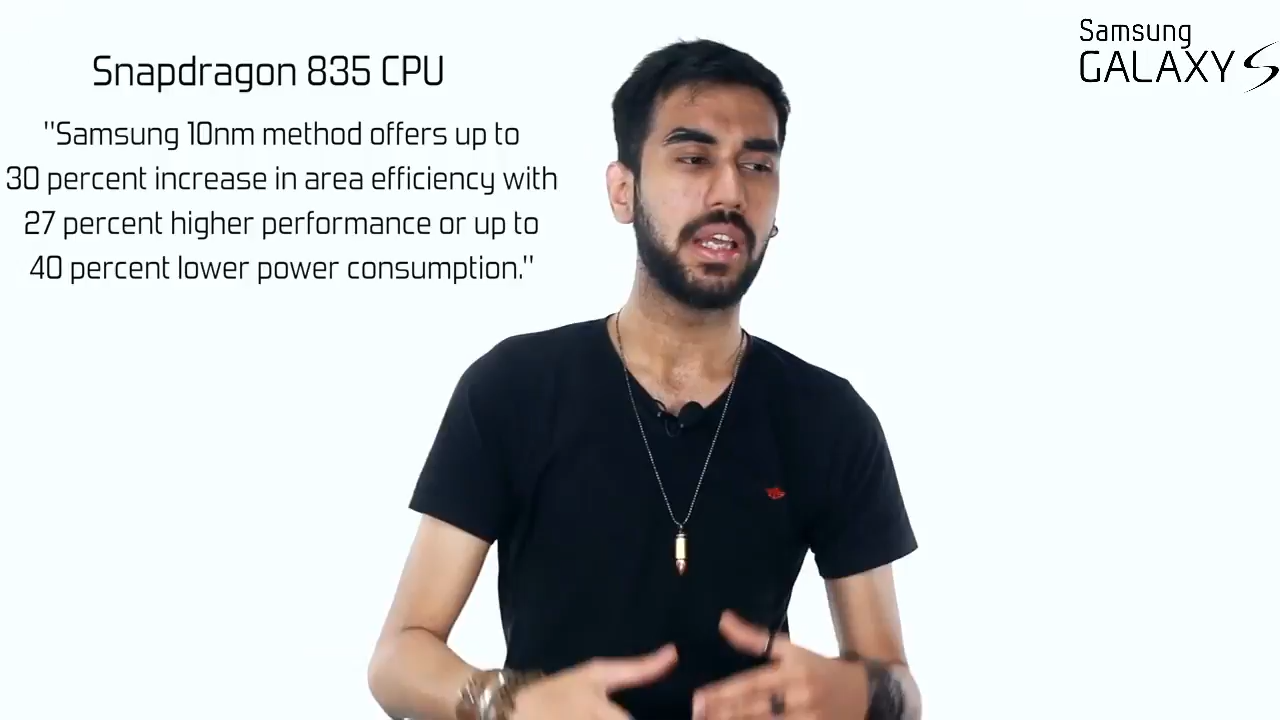 Samsung
GALAXY S
Snapdragon 835 CPU
"Samsung 10nm method offers up to
30 percent increase in area efficiency with
27 percent higher performance or up to
40 percent lower power consumption."